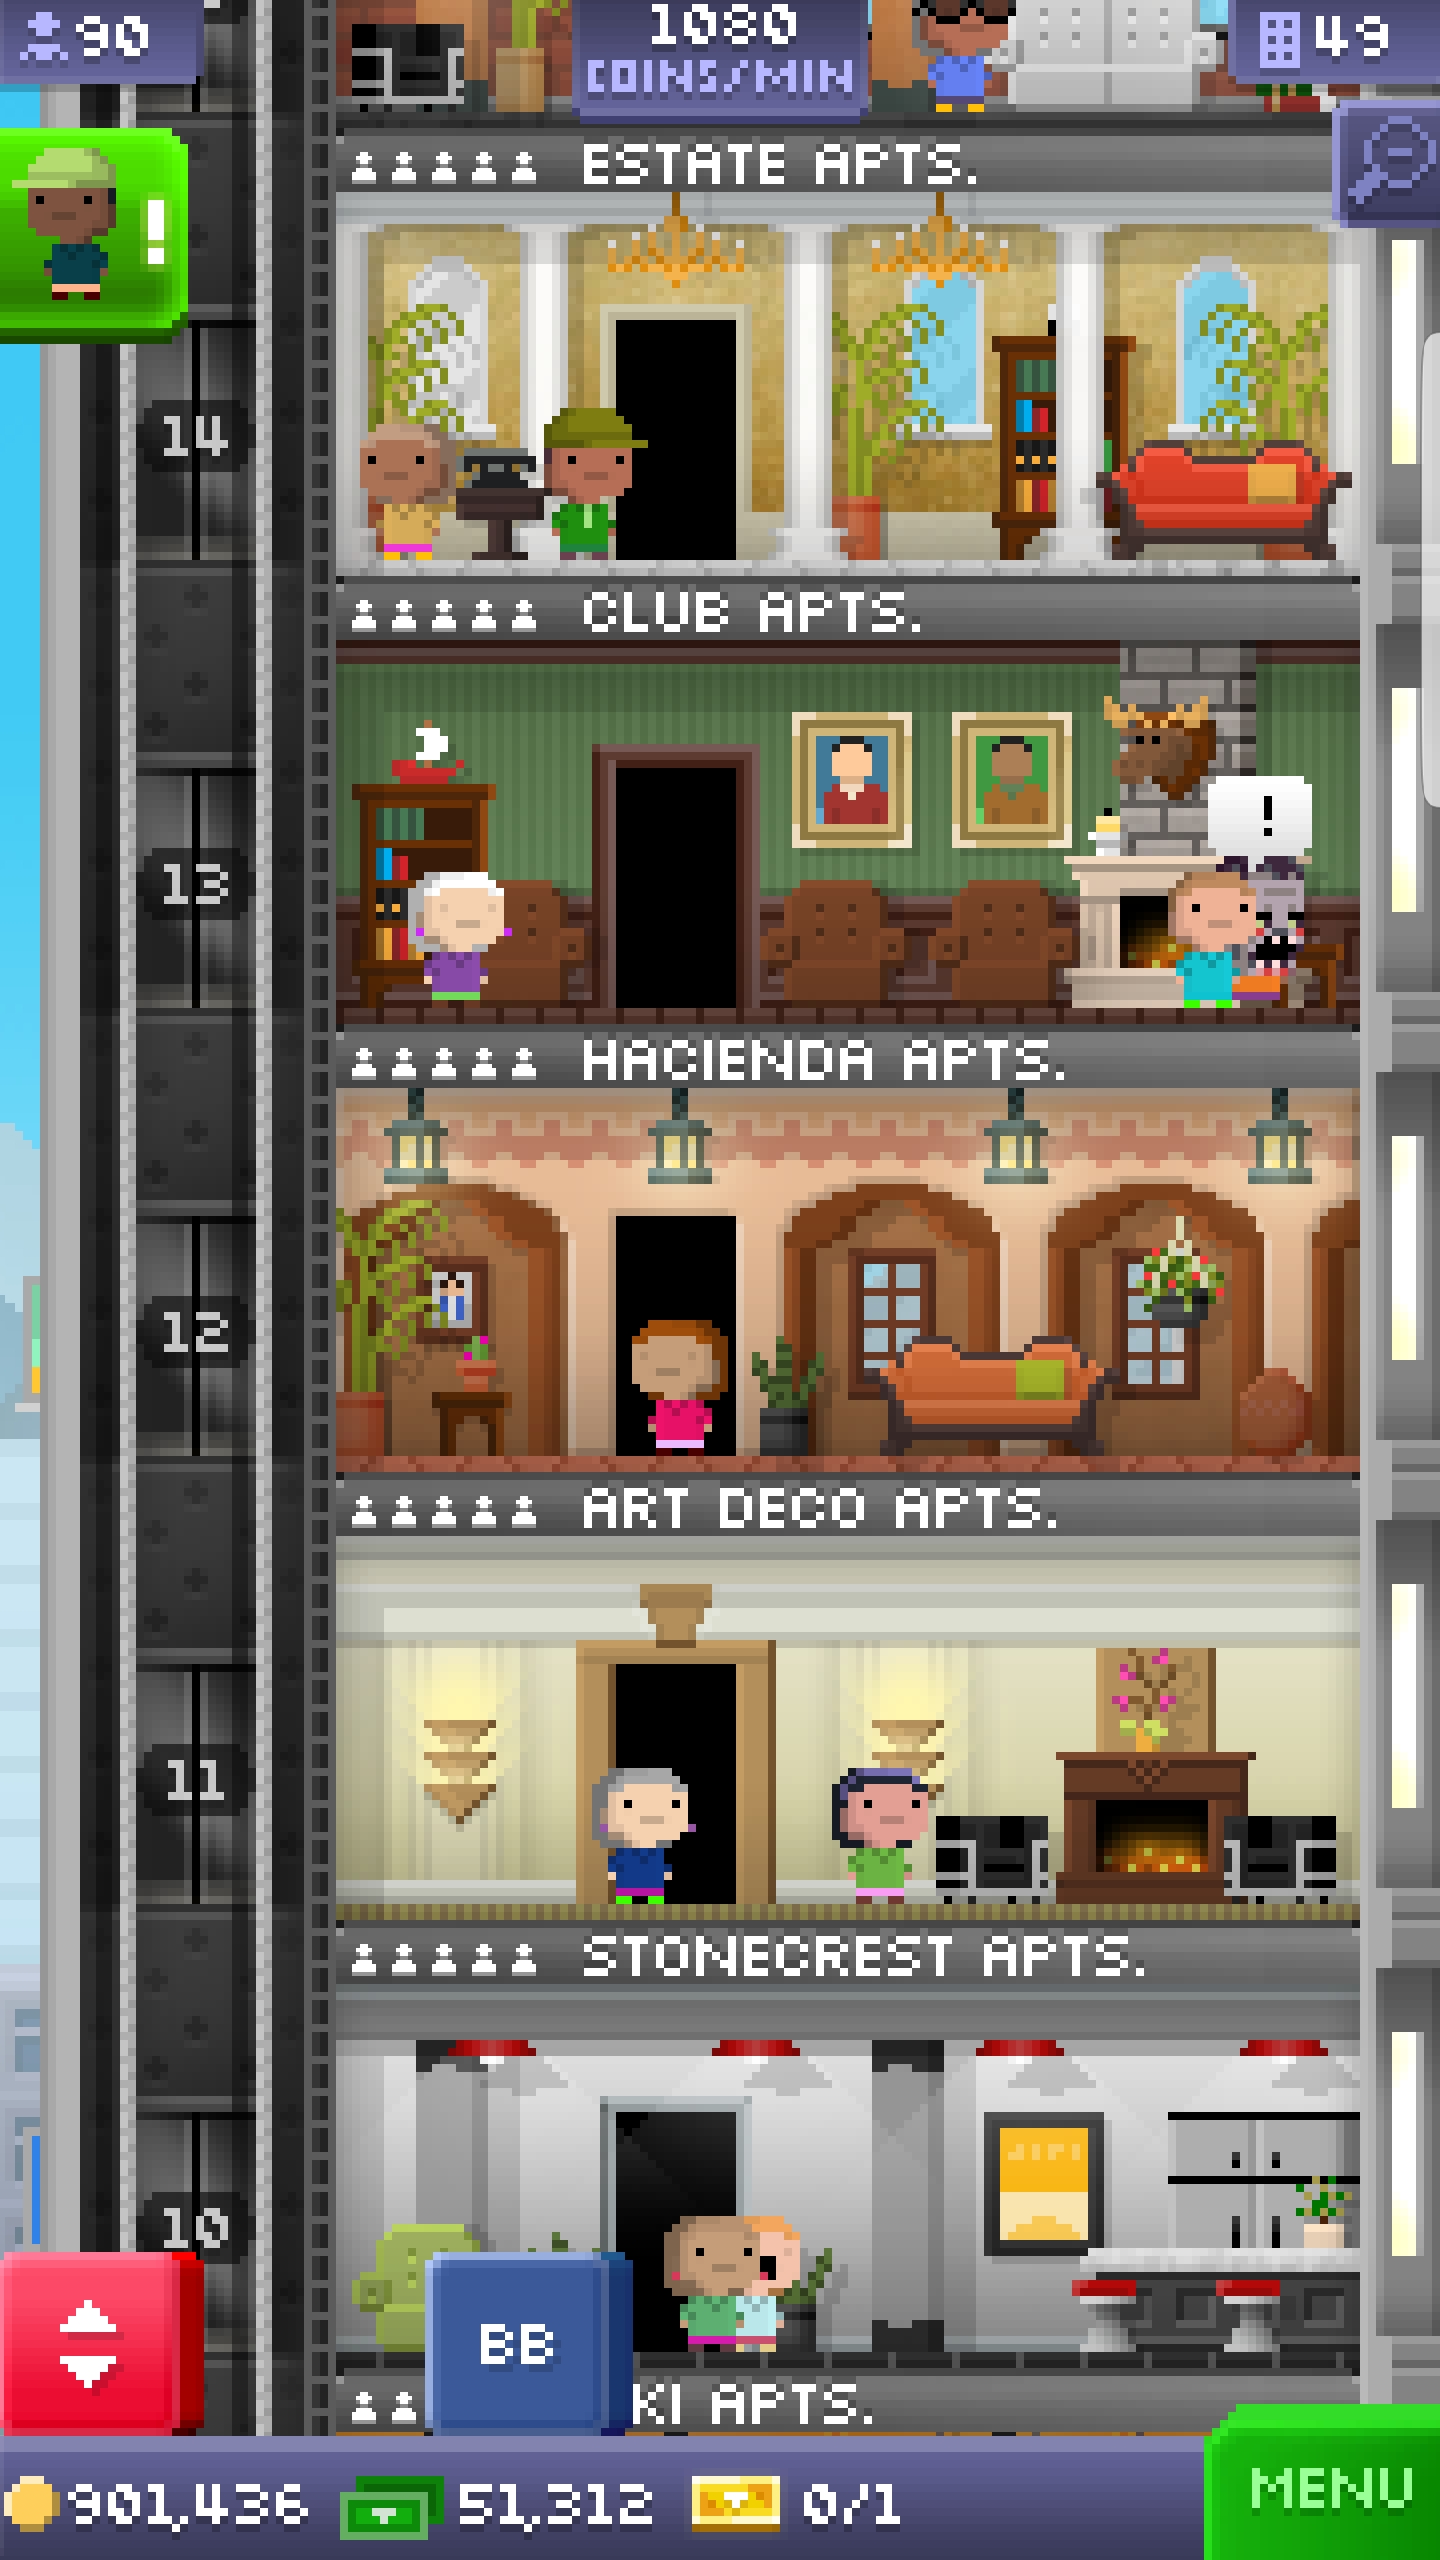 90
1080
COINS/MIN
49
!
ESTATE APTS.
14
CLUB APTS.
!
13
HACIENDA APTS.
12
ART DECO APTS.
11
STONECREST APTS.
10
BB
KI APTS.
901,436
51,312
0/1
MENU